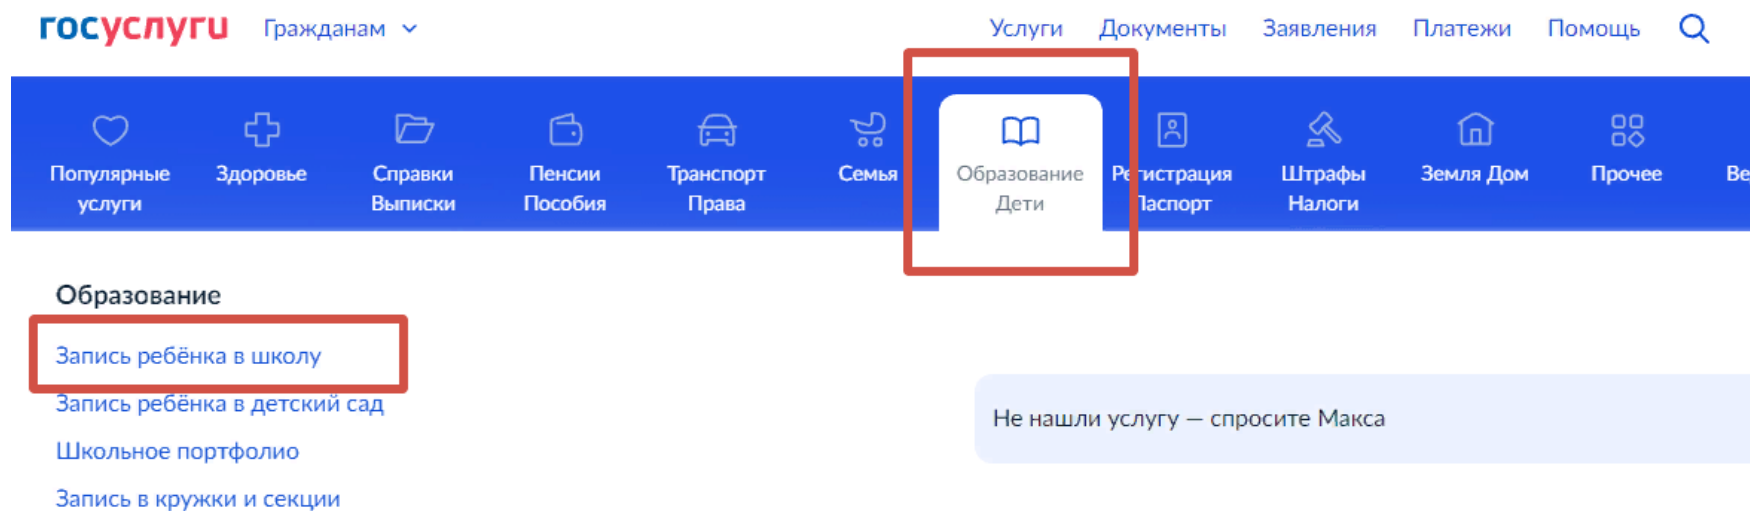 госуслуги Гражданам Услуги Документы Заявления Платежи Помощь
Популярные услуги
Здоровье
Справки Выписки
Пенсии Пособия
Транспорт Права
Семья
Образование Дети
Регистрация Паспорт
Штрафы Налоги
Земля Дом
Прочее
Образование
Запись ребёнка в школу
Запись ребёнка в детский сад
Школьное портфолио
Запись в кружки и секции
Не нашли услугу — спросите Макса